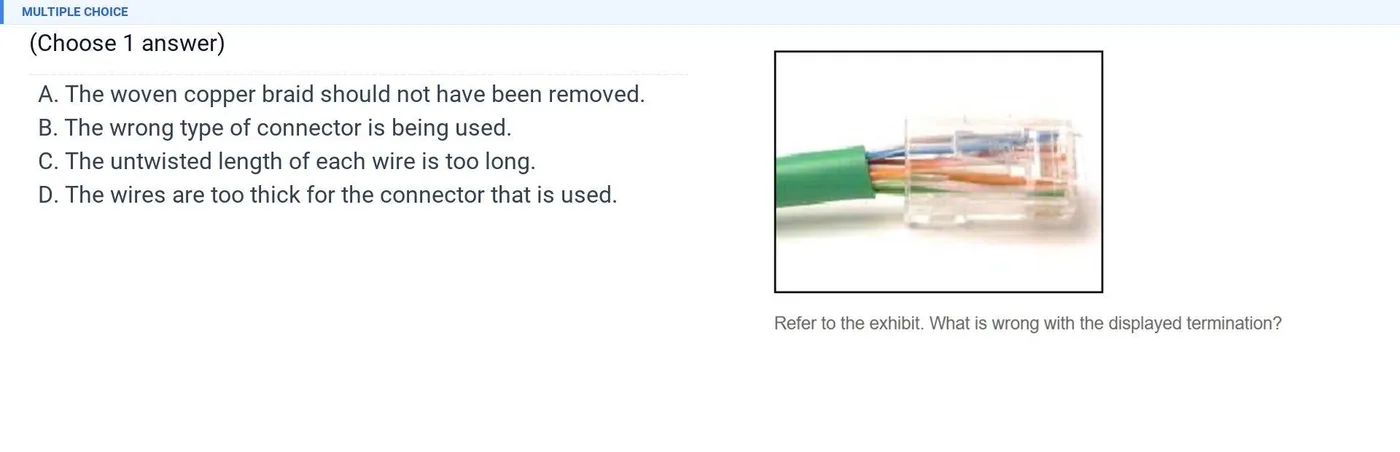 MULTIPLE CHOICE
(Choose 1 answer)
A. The woven copper braid should not have been removed.
B. The wrong type of connector is being used.
C. The untwisted length of each wire is too long.
D. The wires are too thick for the connector that is used.
Refer to the exhibit. What is wrong with the displayed termination?